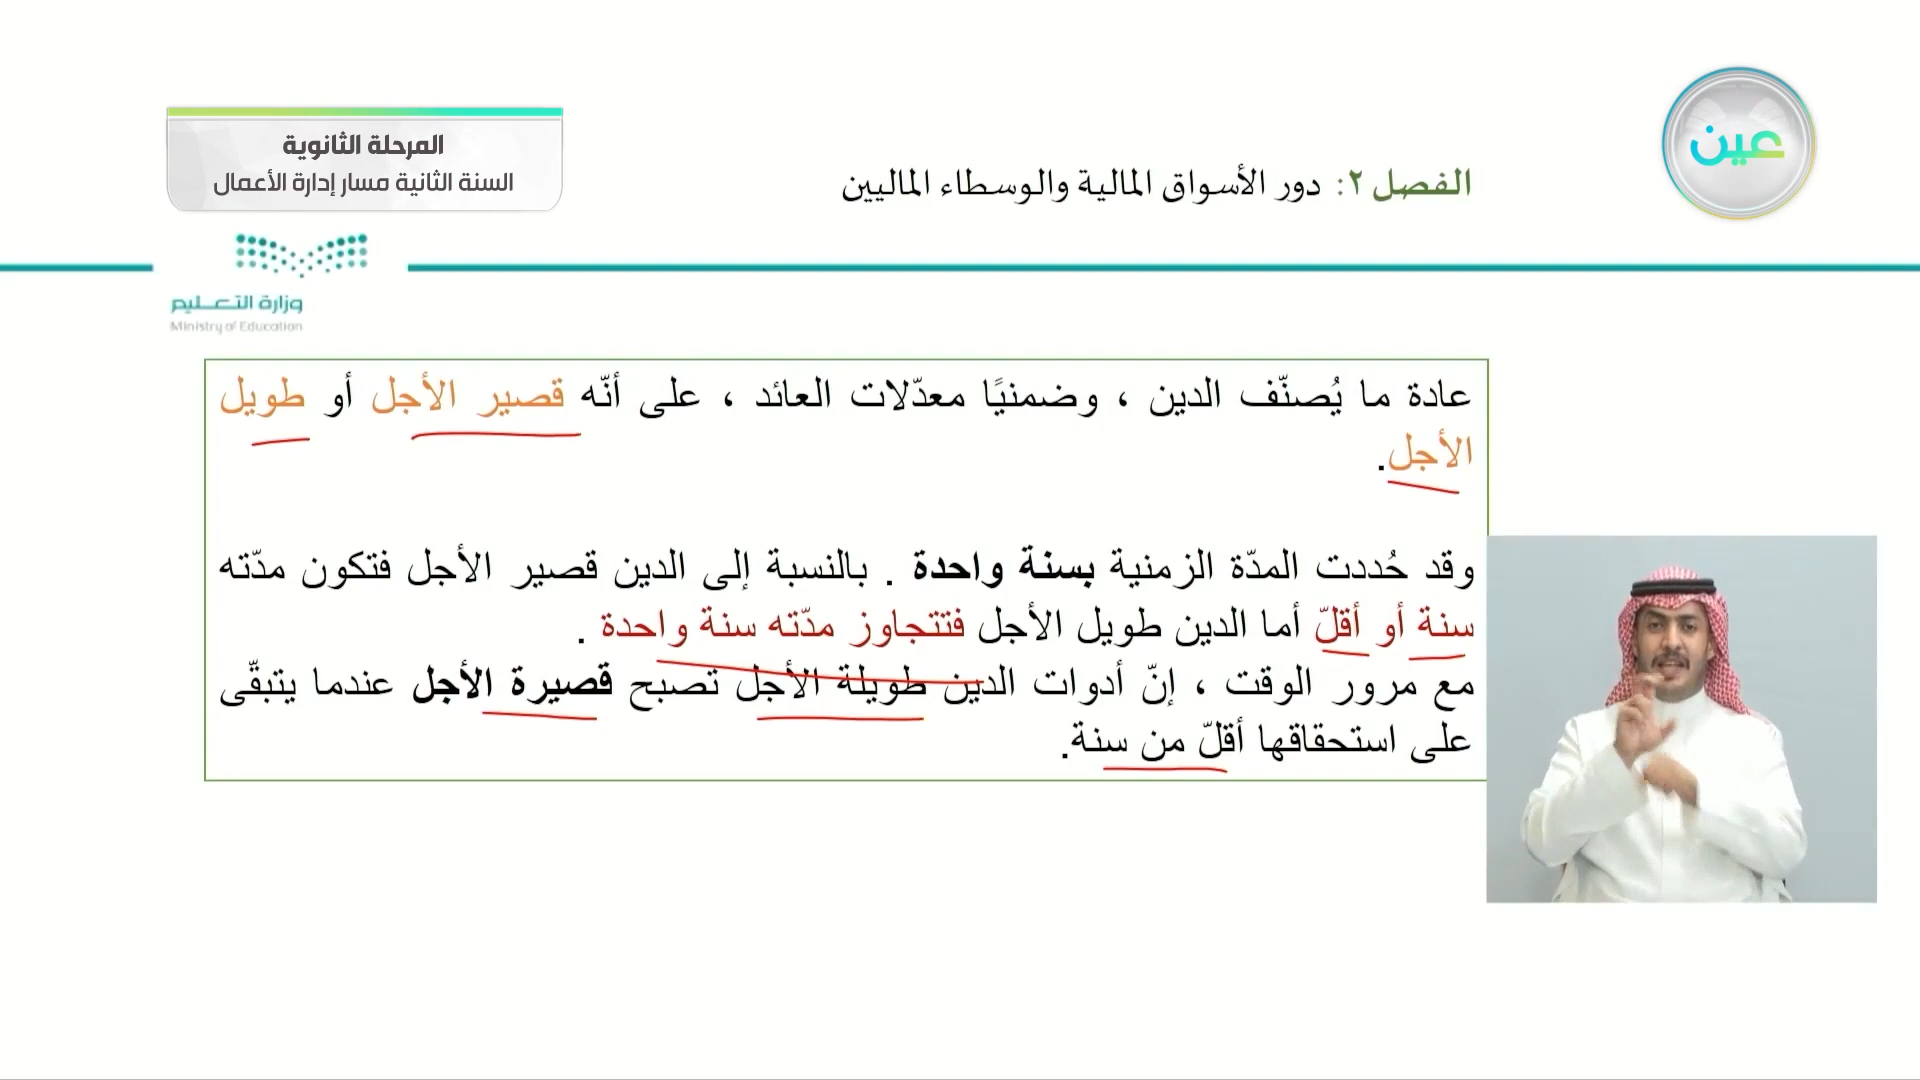 عين
المرحلة الثانوية
السنة الثانية مسار إدارة الأعمال
الفصل ٢: دور الأسواق المالية والوسطاء الماليين
وزارة التعـــليم
Ministry of Education
عادة ما يُصنّف الدين ، وضمنيًا معدّلات العائد ، على أنّه قصير الأجل أو طويل
الأجل.
وقد حُددت المدّة الزمنية بسنة واحدة . بالنسبة إلى الدين قصير الأجل فتكون مدّته
سنة أو أقلّ أما الدين طويل الأجل فتتجاوز مدّته سنة واحدة .
مع مرور الوقت ، إنّ أدوات الدين طويلة الأجل تصبح قصيرة الأجل عندما يتبقّى
على استحقاقها أقلّ من سنة.